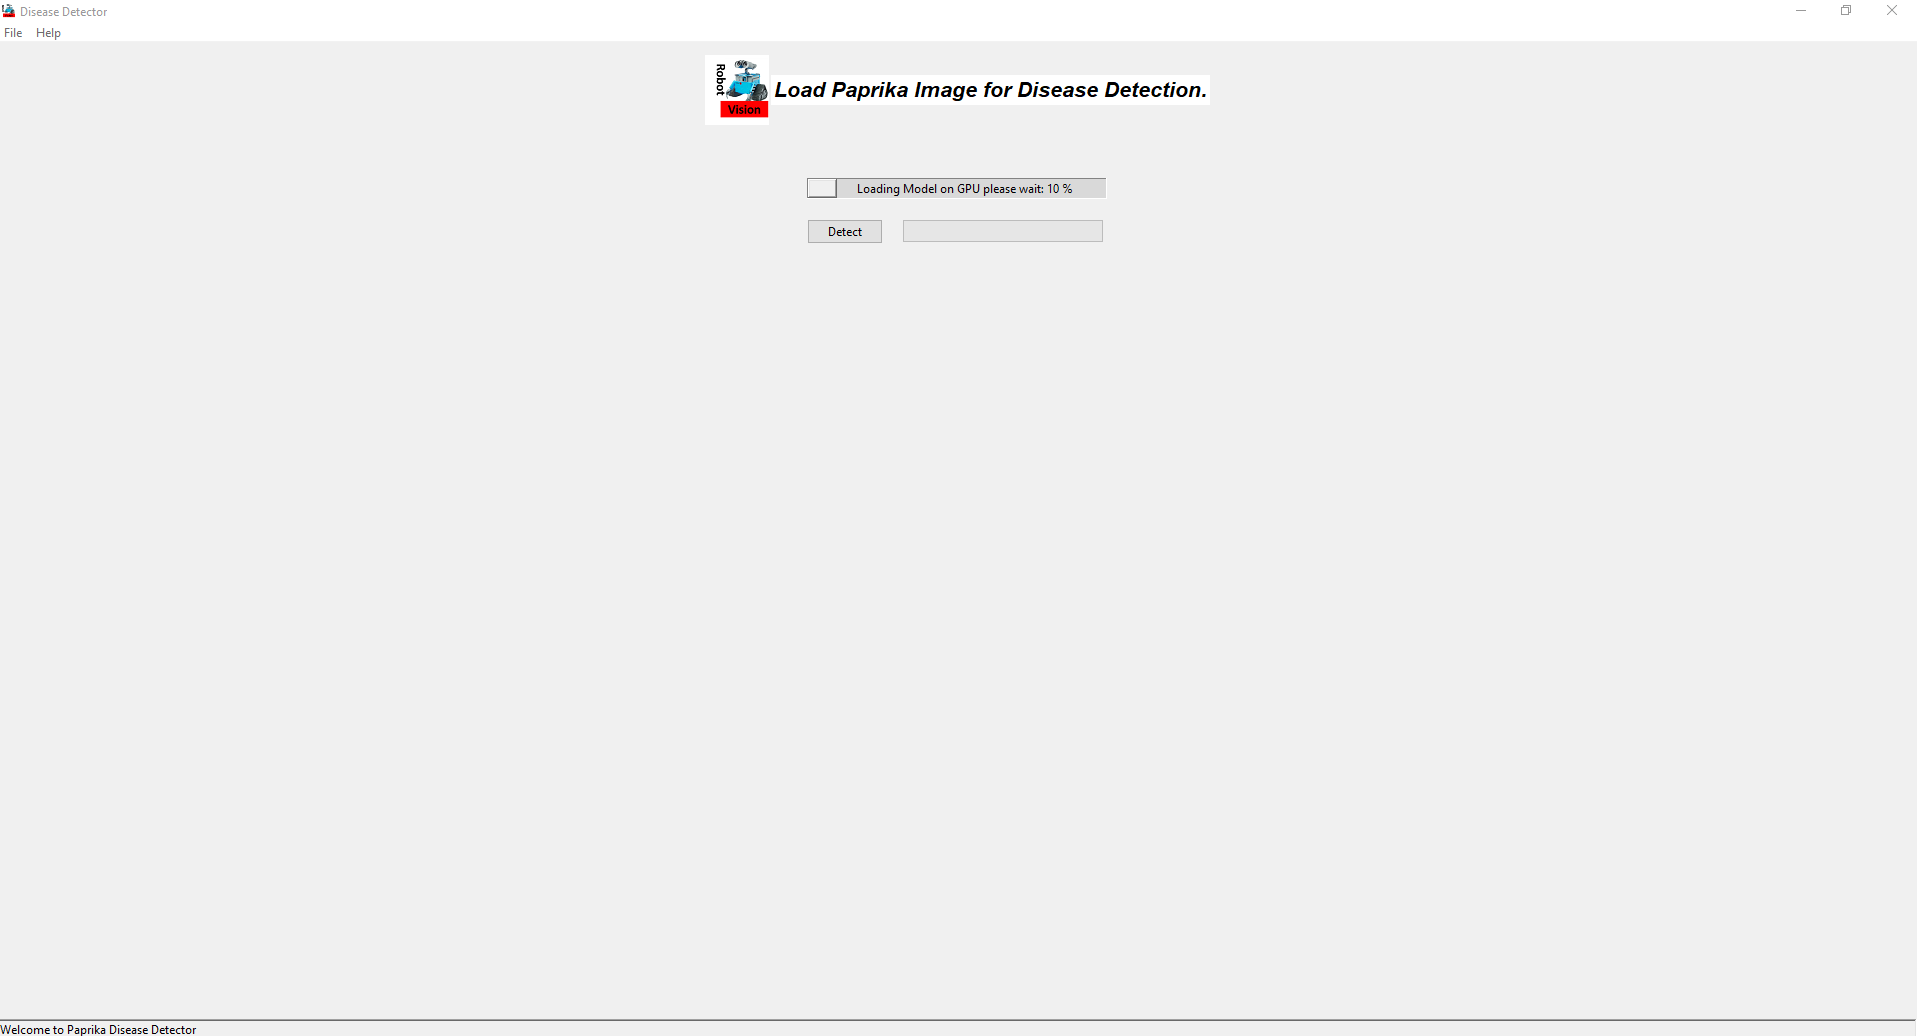 Disease Detector
File Help
Robot
Vision
Load Paprika Image for Disease Detection.
Loading Model on GPU please wait: 10 %
Detect
Welcome to Paprika Disease Detector